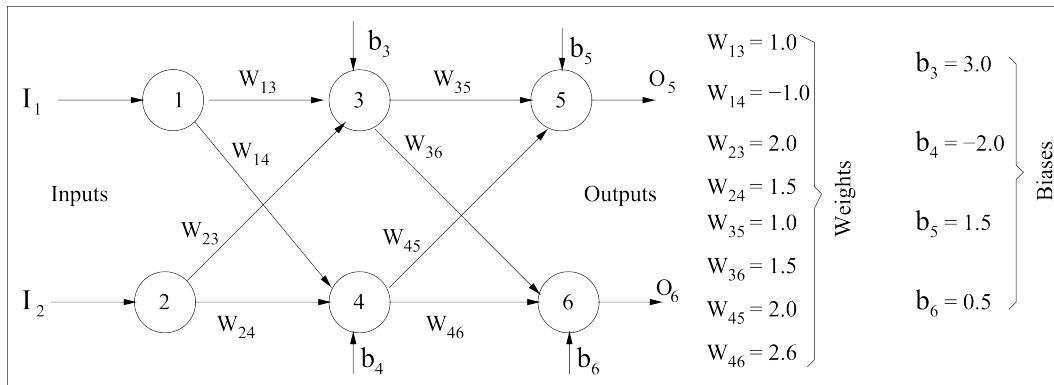 b₃
b₅
W₁₃
W₃₅
O₅
I₁
1
3
5
W₁₄
W₃₆
Inputs
Outputs
W₂₃
W₄₅
I₂
2
4
6
O₆
W₂₄
W₄₆
b₄
b₆
W₁₃ = 1.0
W₁₄ = −1.0
W₂₃ = 2.0
W₂₄ = 1.5
W₃₅ = 1.0
W₃₆ = 1.5
W₄₅ = 2.0
W₄₆ = 2.6
Weights
b₃ = 3.0
b₄ = −2.0
b₅ = 1.5
b₆ = 0.5
Biases